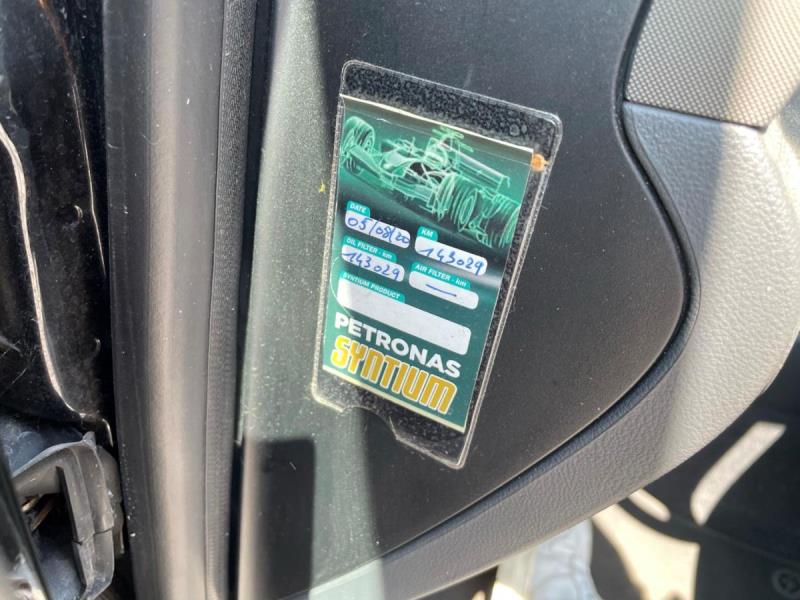 DATE KM
05/08/20 143029
OIL FILTER - km AIR FILTER - km
143029 —
SYNTIUM PRODUCT
PETRONAS
SYNTIUM